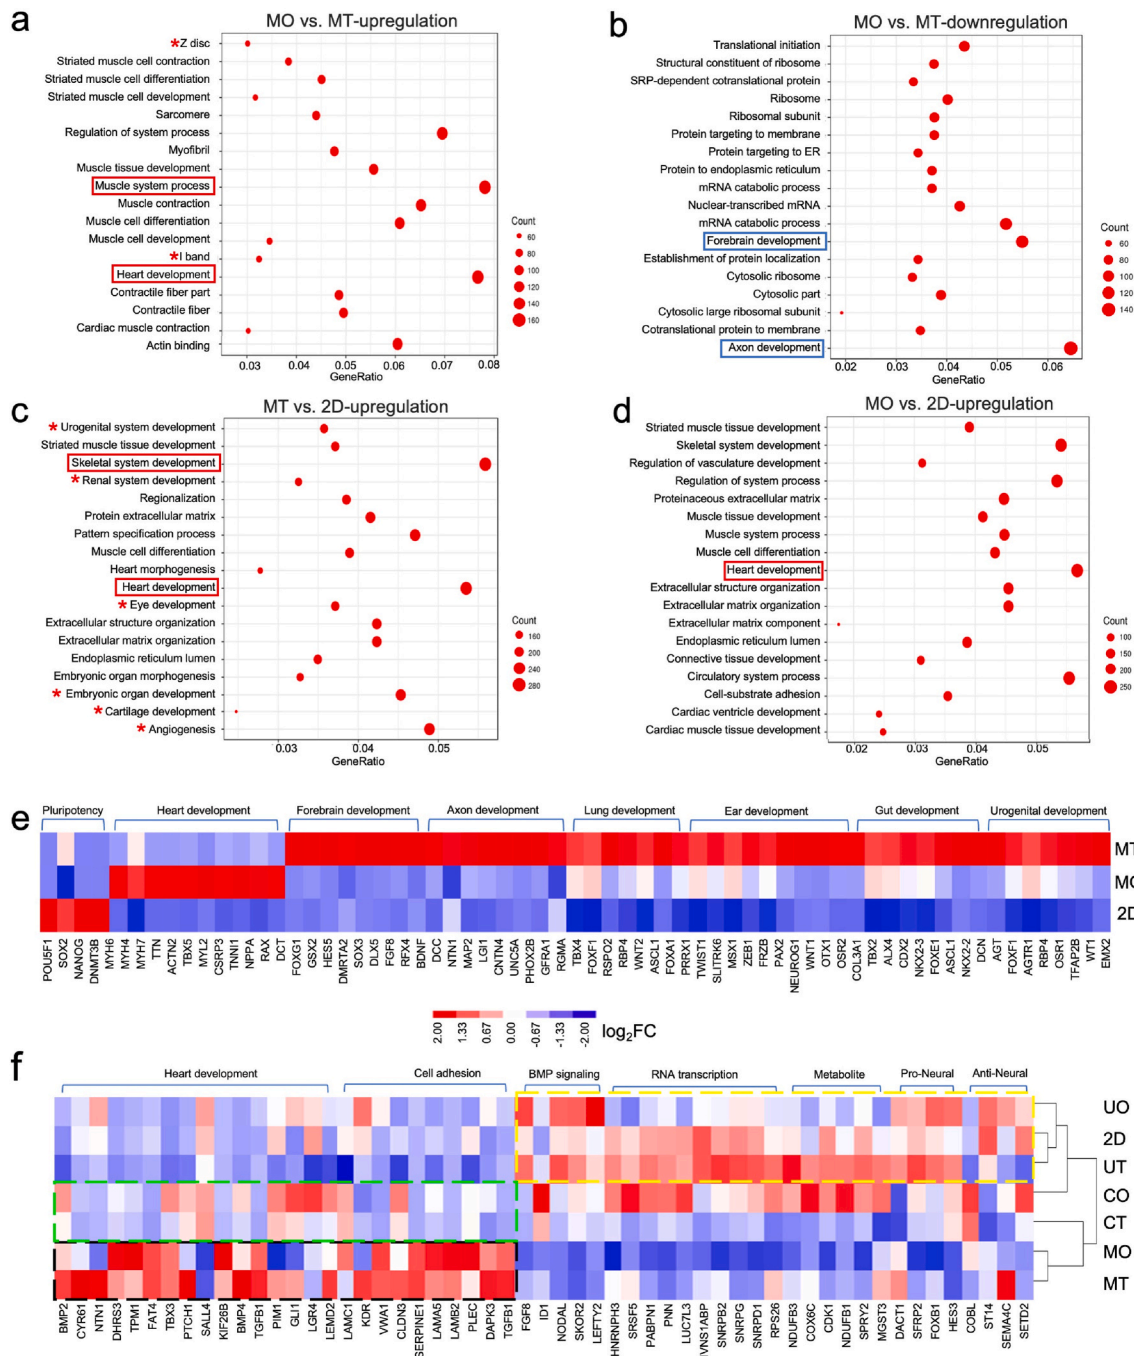 a
MO vs. MT-upregulation
*Z disc
Striated muscle cell contraction
Striated muscle cell differentiation
Striated muscle cell development
Sarcomere
Regulation of system process
Myofibril
Muscle tissue development
Muscle system process
Muscle contraction
Muscle cell differentiation
Muscle cell development
*I band
Heart development
Contractile fiber part
Contractile fiber
Cardiac muscle contraction
Actin binding
Count
60
80
100
120
140
160
0.03 0.04 0.05 0.06 0.07 0.08
GeneRatio
b
MO vs. MT-downregulation
Translational initiation
Structural constituent of ribosome
SRP-dependent cotranslational protein
Ribosome
Ribosomal subunit
Protein targeting to membrane
Protein targeting to ER
Protein to endoplasmic reticulum
mRNA catabolic process
Nuclear-transcribed mRNA
mRNA catabolic process
Forebrain development
Establishment of protein localization
Cytosolic ribosome
Cytosolic part
Cytosolic large ribosomal subunit
Cotranslational protein to membrane
Axon development
Count
60
80
100
120
140
0.02 0.03 0.04 0.05 0.06
GeneRatio
c
MT vs. 2D-upregulation
* Urogenital system development
Striated muscle tissue development
Skeletal system development
* Renal system development
Regionalization
Protein extracellular matrix
Pattern specification process
Muscle cell differentiation
Heart morphogenesis
Heart development
* Eye development
Extracellular structure organization
Extracellular matrix organization
Endoplasmic reticulum lumen
Embryonic organ morphogenesis
* Embryonic organ development
* Cartilage development
* Angiogenesis
Count
160
200
240
280
0.03 0.04 0.05
GeneRatio
d
MO vs. 2D-upregulation
Striated muscle tissue development
Skeletal system development
Regulation of vasculature development
Regulation of system process
Proteinaceous extracellular matrix
Muscle tissue development
Muscle system process
Muscle cell differentiation
Heart development
Extracellular structure organization
Extracellular matrix organization
Extracellular matrix component
Endoplasmic reticulum lumen
Connective tissue development
Circulatory system process
Cell-substrate adhesion
Cardiac ventricle development
Cardiac muscle tissue development
Count
100
150
200
250
0.02 0.03 0.04 0.05
GeneRatio
e
Pluripotency Heart development Forebrain development Axon development Lung development Ear development Gut development Urogenital development
MT
2D
POU5F1 SOX2 NANOG DNMT3B MYH6 MYH4 MYH7 TTN ACTN2 TBX5 MYL2 CSRP3 TNNI1 NPPA RAX DCT FOXG1 GSX2 HES5 DMRTA2 SOX3 DLX5 FGF8 RFX4 BDNF DCC NTN1 MAP2 LGI1 CNTN4 UNC5A PHOX2B GFRA1 RGMA TBX4 FOXF1 RSPO2 RBP4 WNT2 ASCL1 FOXA1 PRRX1 TWIST1 SLITRK6 MSX1 ZEB1 FRZB PAX2 NEUROG1 WNT1 OTX1 OSR2 COL3A1 TBX2 ALX4 CDX2 NKX2-3 FOXE1 ASCL1 NKX2-2 DCN AGT FOXF1 AGTR1 RBP4 OSR1 TFAP2B WT1 EMX2
2.00 1.33 0.67 0.00 -0.67 -1.33 -2.00
log2FC
f
Heart development Cell adhesion BMP signaling RNA transcription Metabolite Pro-Neural Anti-Neural
UO
2D
UT
CO
CT
MO
MT
BMP2 CYR61 NTN1 DHRS3 TPM1 FAT4 TBX3 PTCH1 SALL4 KIF26B BMP4 TGFB1 PIM1 GLI1 LGR4 LEMD2 LAMC1 KDR VWA1 CLDN3 SERPINE1 LAMA5 LAMB2 PLEC DAPK3 TGFB1 FGF8 ID1 NODAL SKOR2 LEFTY2 HNRNPH3 SRSF5 PABPN1 PNN LUC7L3 IVNS1ABP SNRPB2 SNRPG SNRPD1 RPS26 NDUFB3 COX6C CDK1 NDUFB1 SPRY2 MGST3 DACT1 SFRP2 FOXB1 HES3 COBL ST14 SEMA4C SETD2